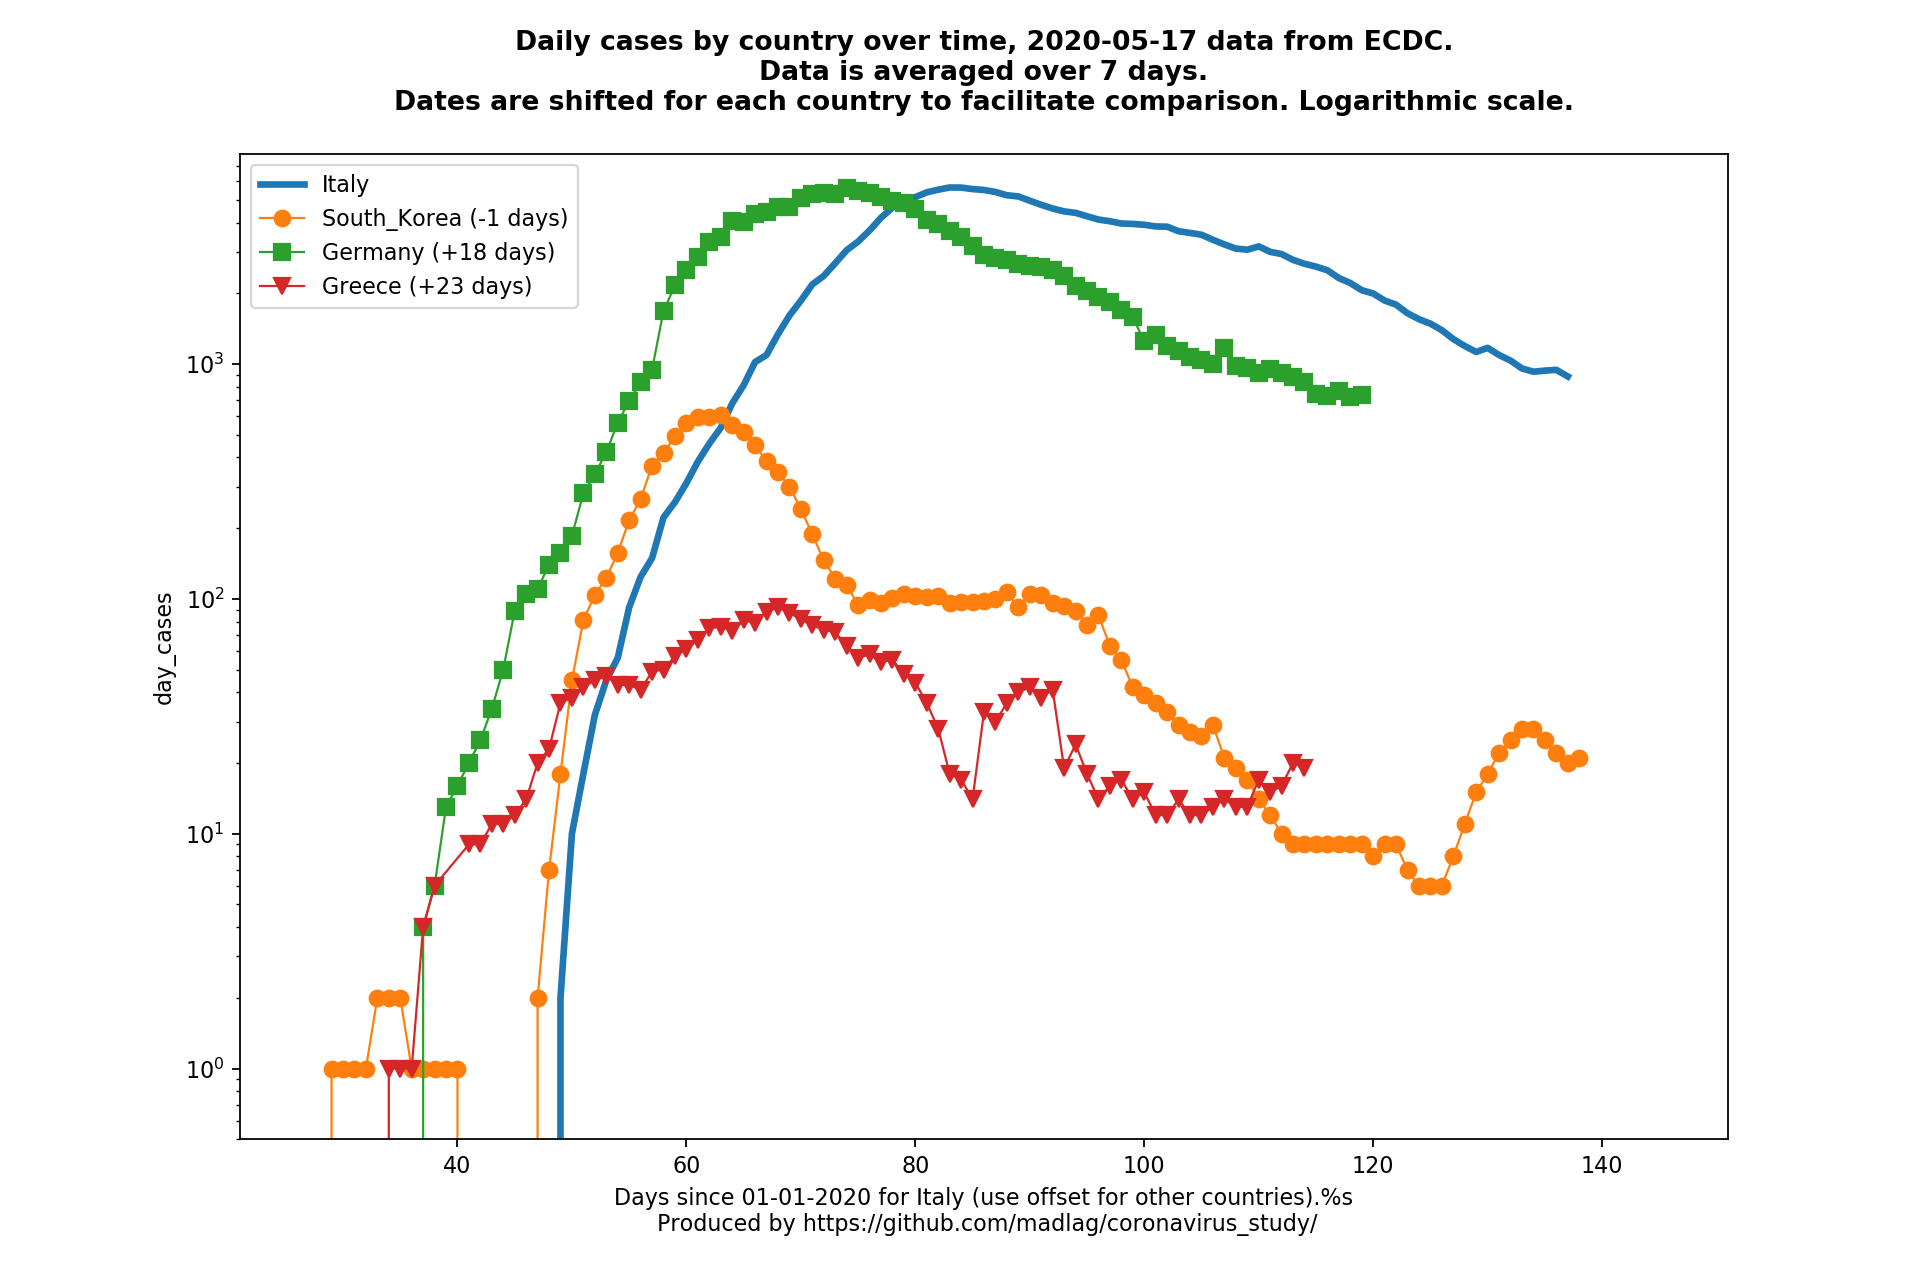 Daily cases by country over time, 2020-05-17 data from ECDC.
Data is averaged over 7 days.
Dates are shifted for each country to facilitate comparison. Logarithmic scale.
Italy
South_Korea (-1 days)
Germany (+18 days)
Greece (+23 days)
10³
10²
10¹
10⁰
day_cases
40 60 80 100 120 140
Days since 01-01-2020 for Italy (use offset for other countries).%s
Produced by https://github.com/madlag/coronavirus_study/